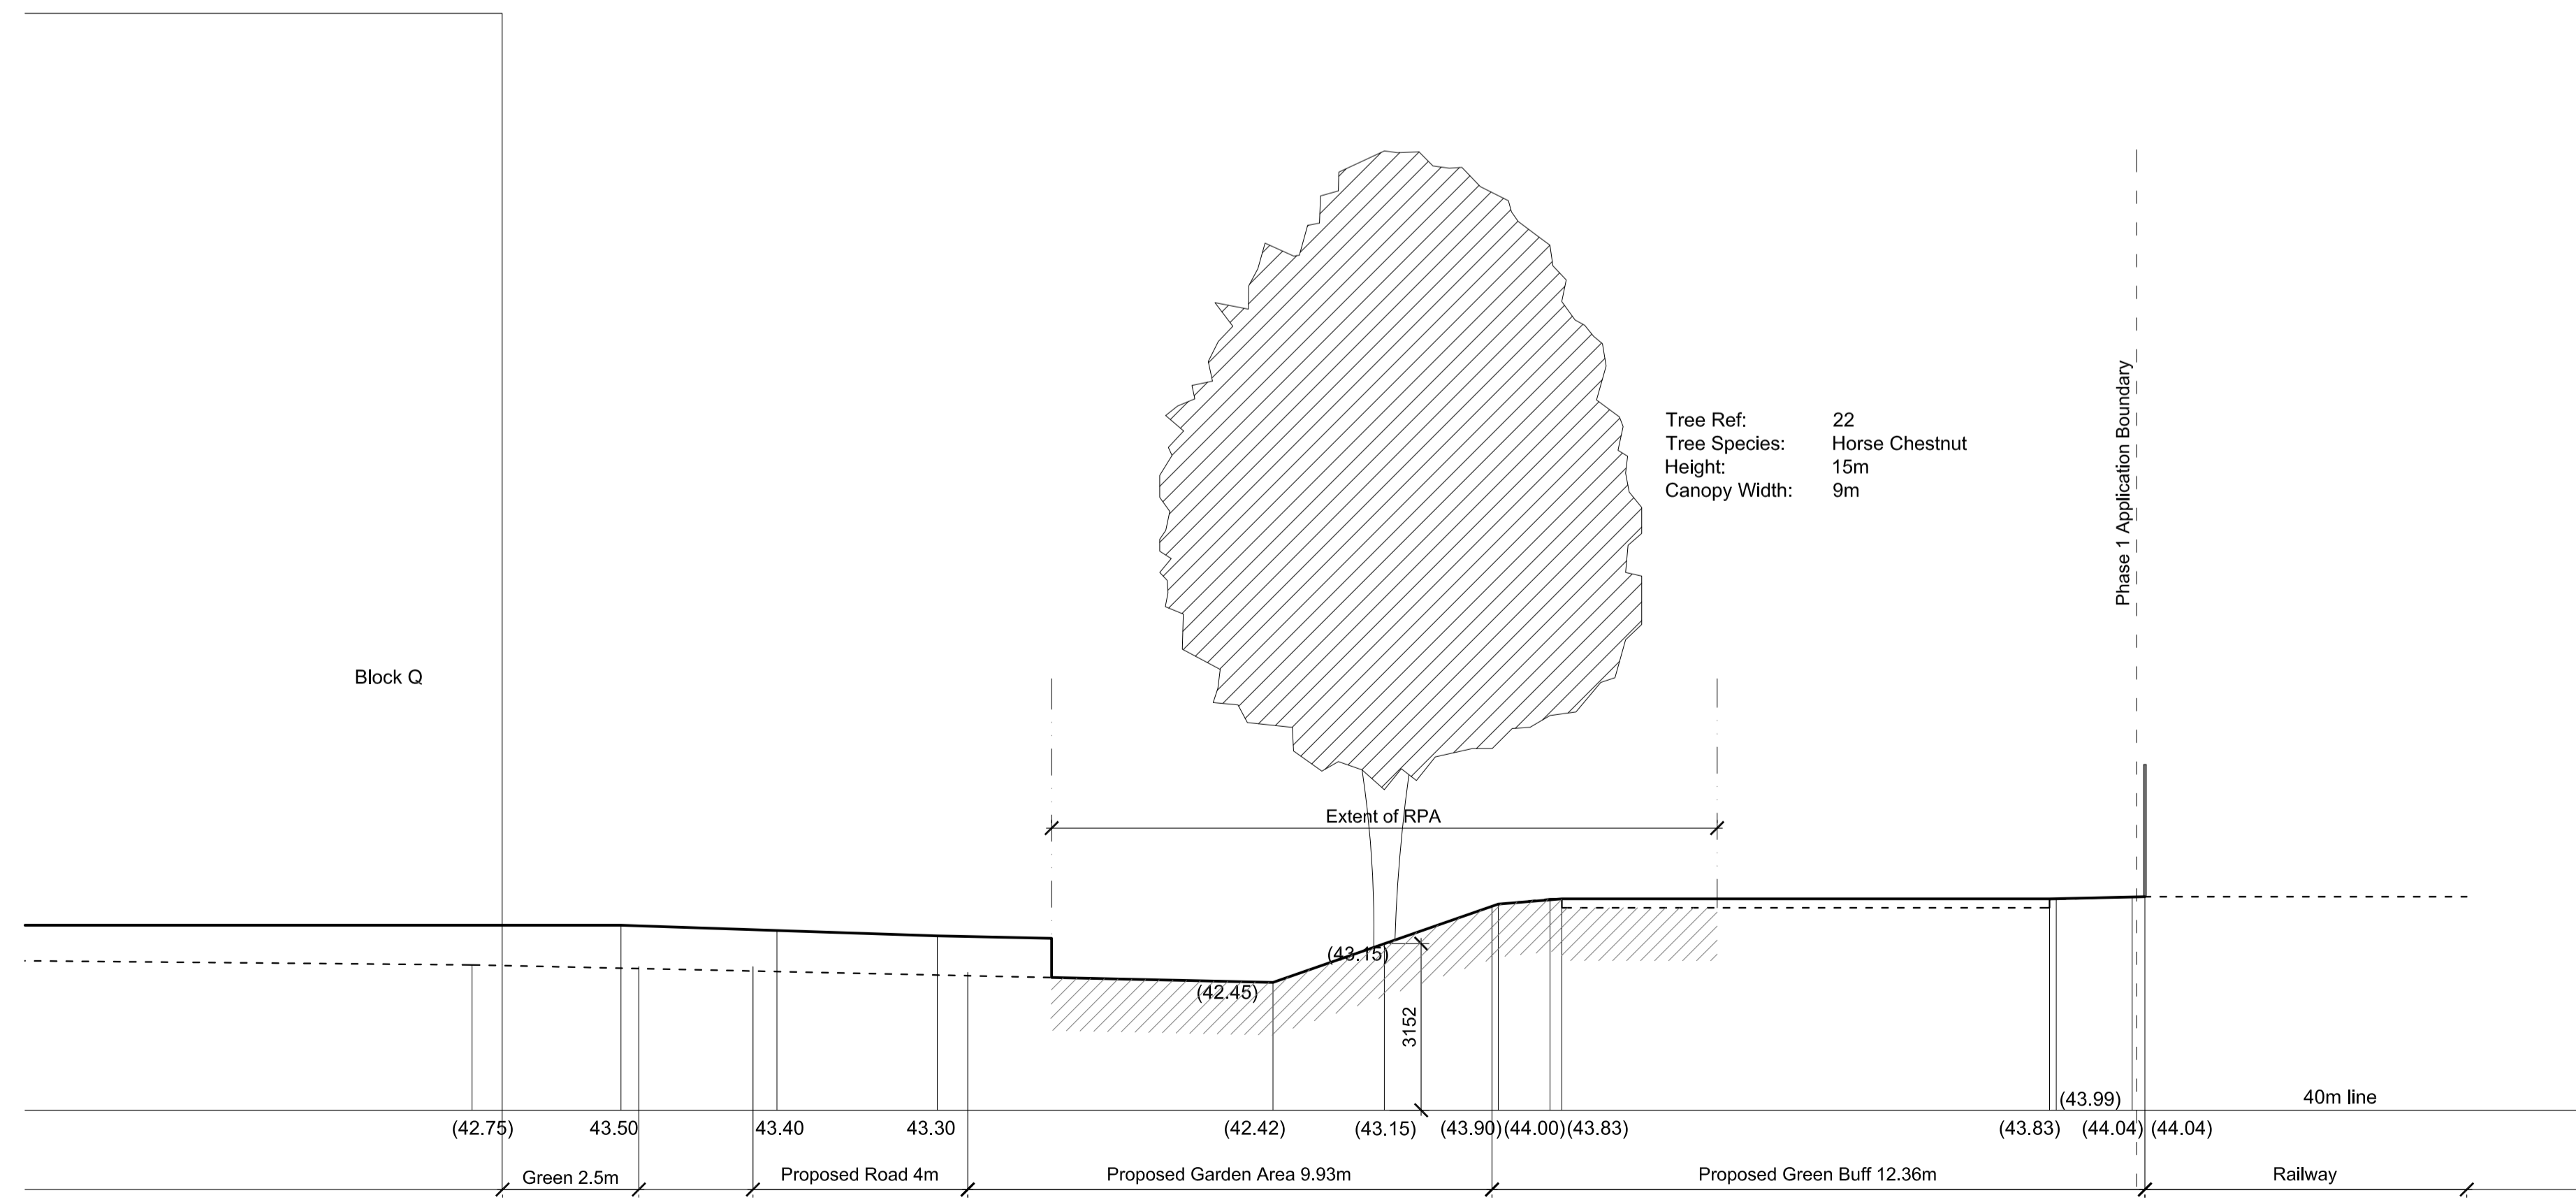 Phase 1 Application Boundary
Tree Ref: 22
Tree Species: Horse Chestnut
Height: 15m
Canopy Width: 9m
Block Q
Extent of RPA
(43.15)
(42.45)
3152
(43.99)
40m line
(42.75) 43.50 43.40 43.30 (42.42) (43.15) (43.90) (44.00) (43.83) (43.83) (44.04) (44.04)
Green 2.5m Proposed Road 4m Proposed Garden Area 9.93m Proposed Green Buff 12.36m Railway